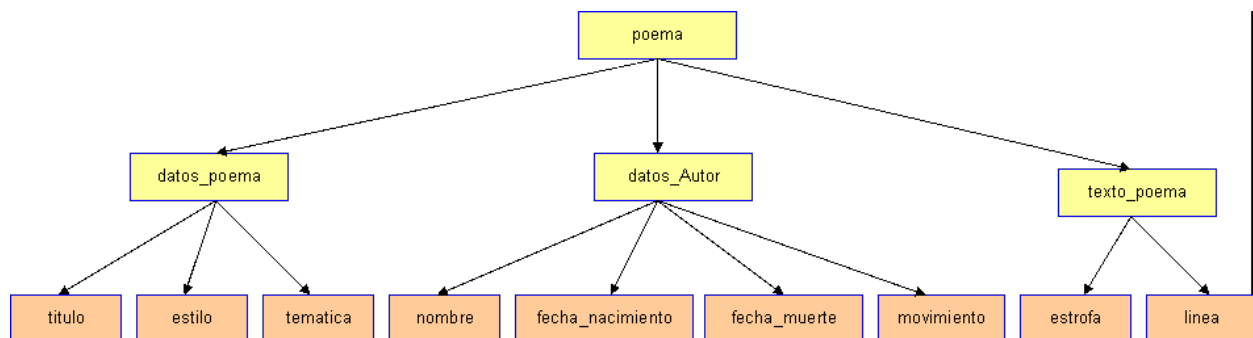 poema
datos_poema
datos_Autor
texto_poema
titulo
estilo
tematica
nombre
fecha_nacimiento
fecha_muerte
movimiento
estrofa
linea